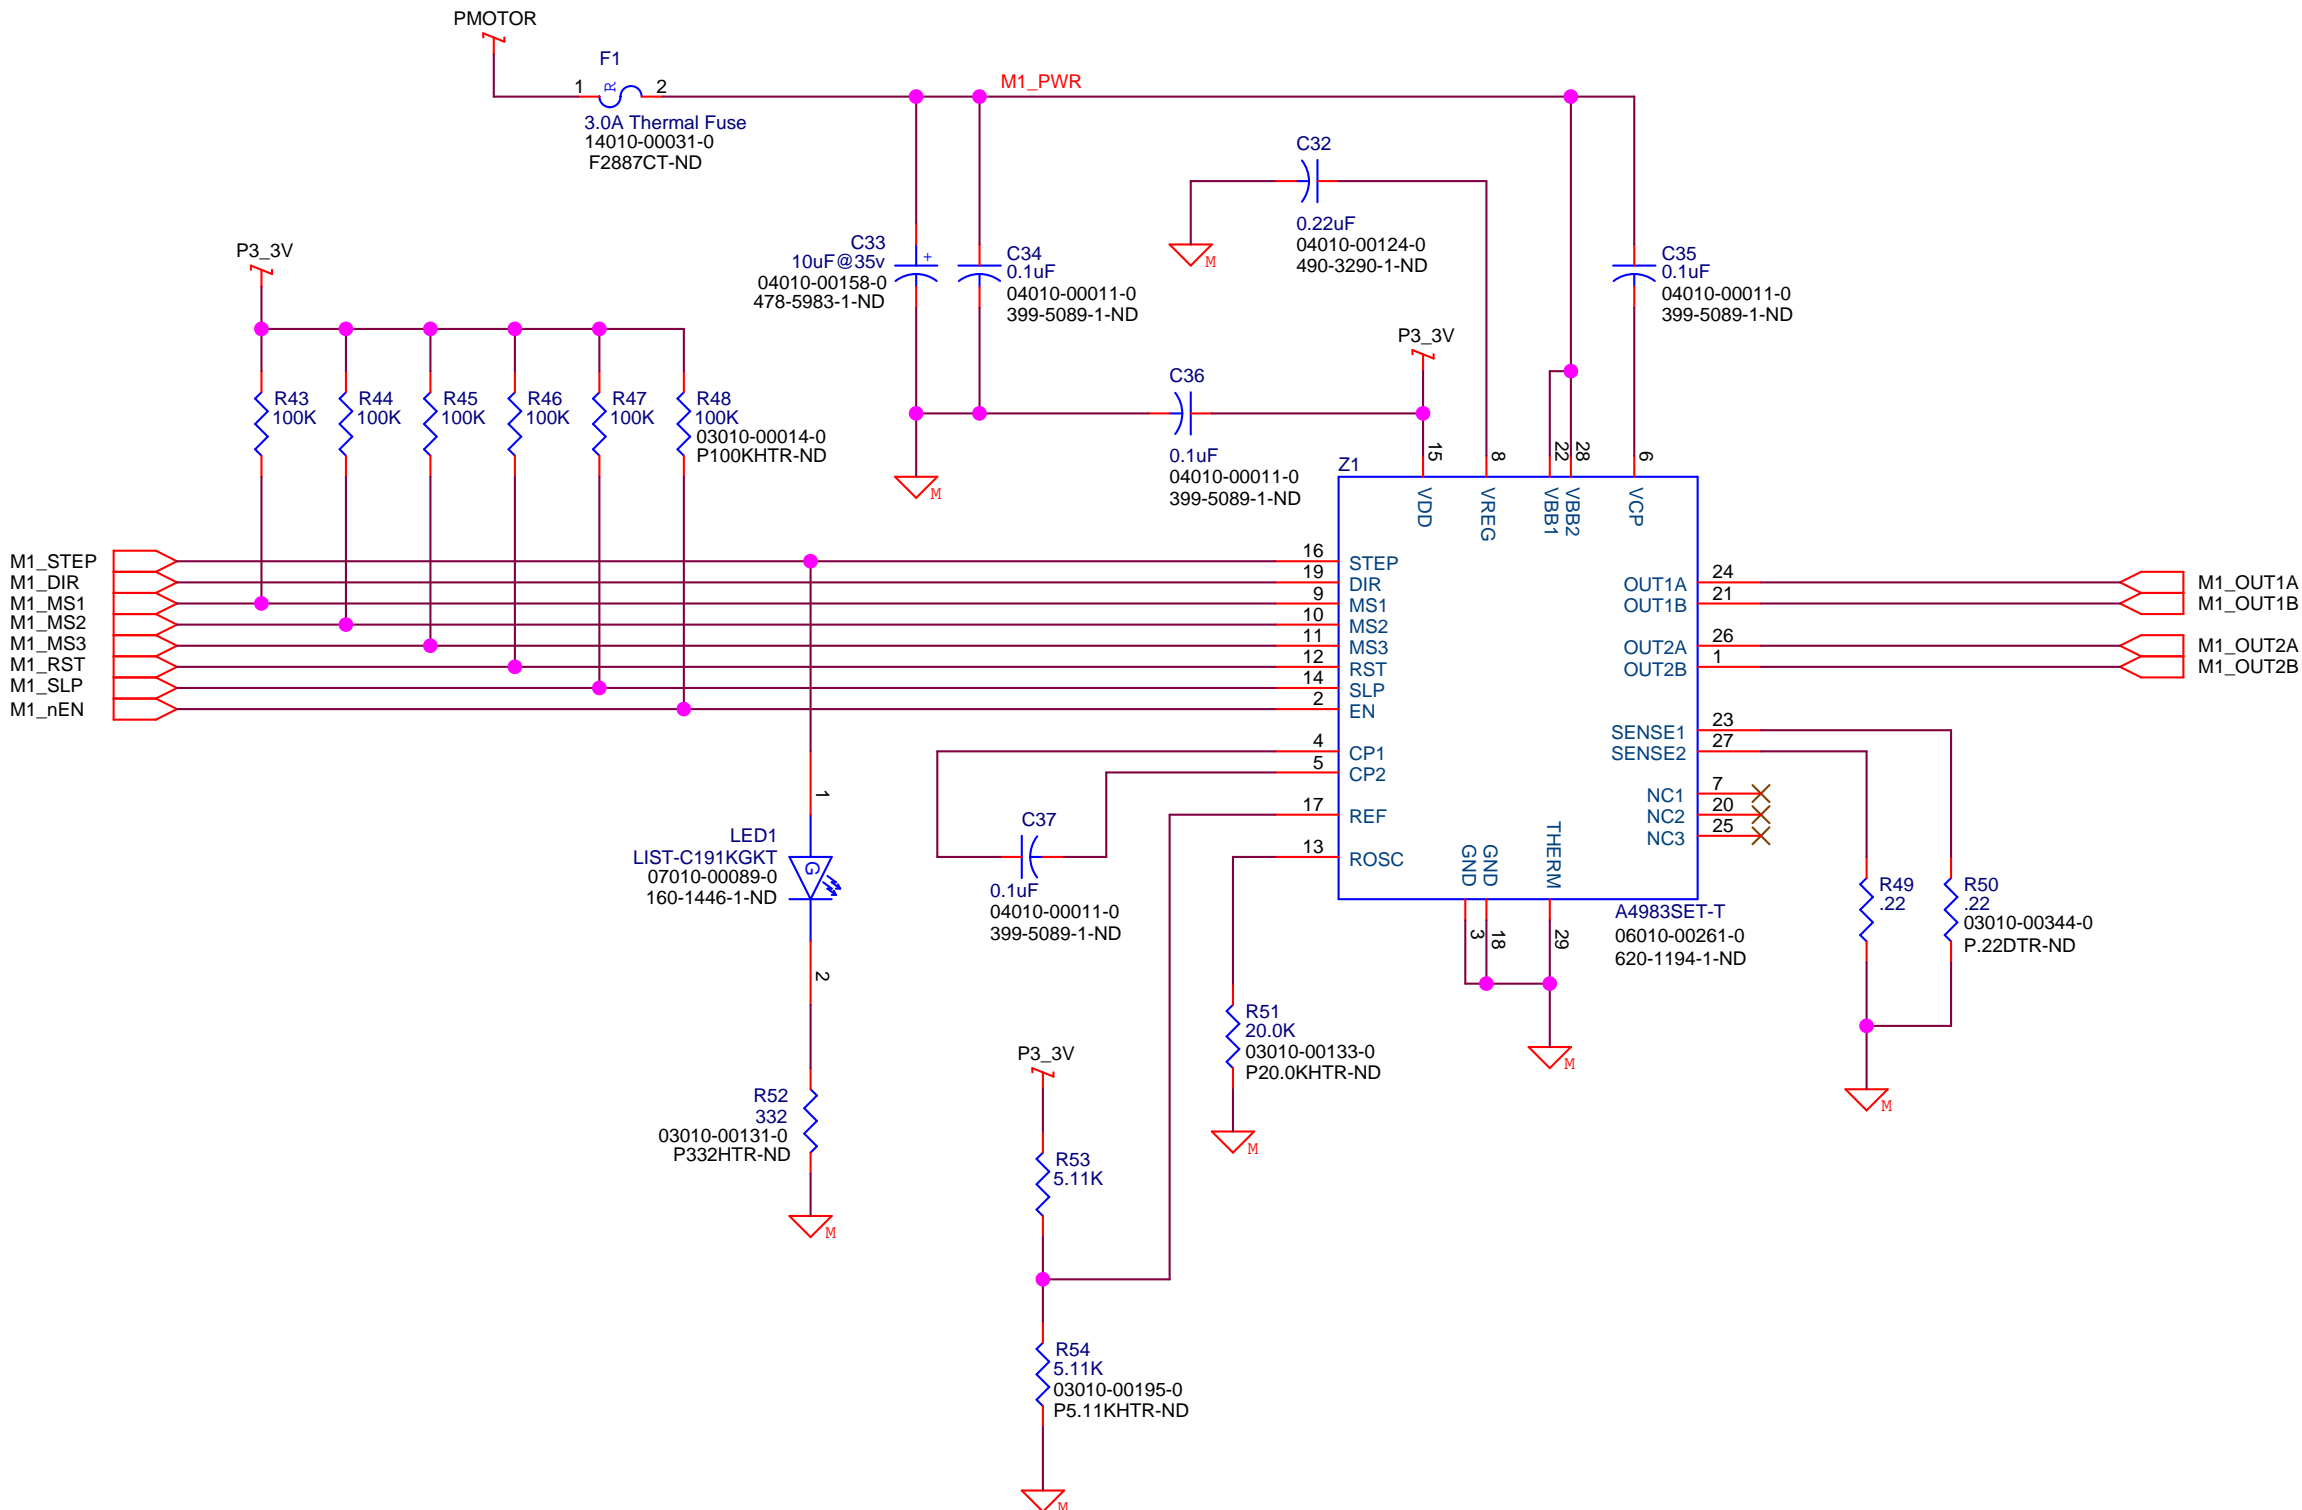 PMOTOR
F1
1
R
2
3.0A Thermal Fuse
14010-00031-0
F2887CT-ND
M1_PWR
C32
0.22uF
04010-00124-0
490-3290-1-ND
M
C33
10uF@35v
04010-00158-0
478-5983-1-ND
+
C34
0.1uF
04010-00011-0
399-5089-1-ND
C35
0.1uF
04010-00011-0
399-5089-1-ND
P3_3V
P3_3V
R43
100K
R44
100K
R45
100K
R46
100K
R47
100K
R48
100K
03010-00014-0
P100KHTR-ND
M
C36
0.1uF
04010-00011-0
399-5089-1-ND
Z1
15
8
22
28
6
VDD
VREG
VBB1
VBB2
VCP
M1_STEP
M1_DIR
M1_MS1
M1_MS2
M1_MS3
M1_RST
M1_SLP
M1_nEN
16
19
9
10
11
12
14
2
4
5
17
13
STEP
DIR
MS1
MS2
MS3
RST
SLP
EN
CP1
CP2
REF
ROSC
OUT1A
OUT1B
OUT2A
OUT2B
SENSE1
SENSE2
NC1
NC2
NC3
24
21
26
1
23
27
7
20
25
M1_OUT1A
M1_OUT1B
M1_OUT2A
M1_OUT2B
GND
GND
THERM
3
18
29
M
A4983SET-T
06010-00261-0
620-1194-1-ND
1
LED1
LIST-C191KGKT
07010-00089-0
160-1446-1-ND
G
2
C37
0.1uF
04010-00011-0
399-5089-1-ND
R49
.22
R50
.22
03010-00344-0
P.22DTR-ND
M
R51
20.0K
03010-00133-0
P20.0KHTR-ND
M
R52
332
03010-00131-0
P332HTR-ND
M
P3_3V
R53
5.11K
R54
5.11K
03010-00195-0
P5.11KHTR-ND
M